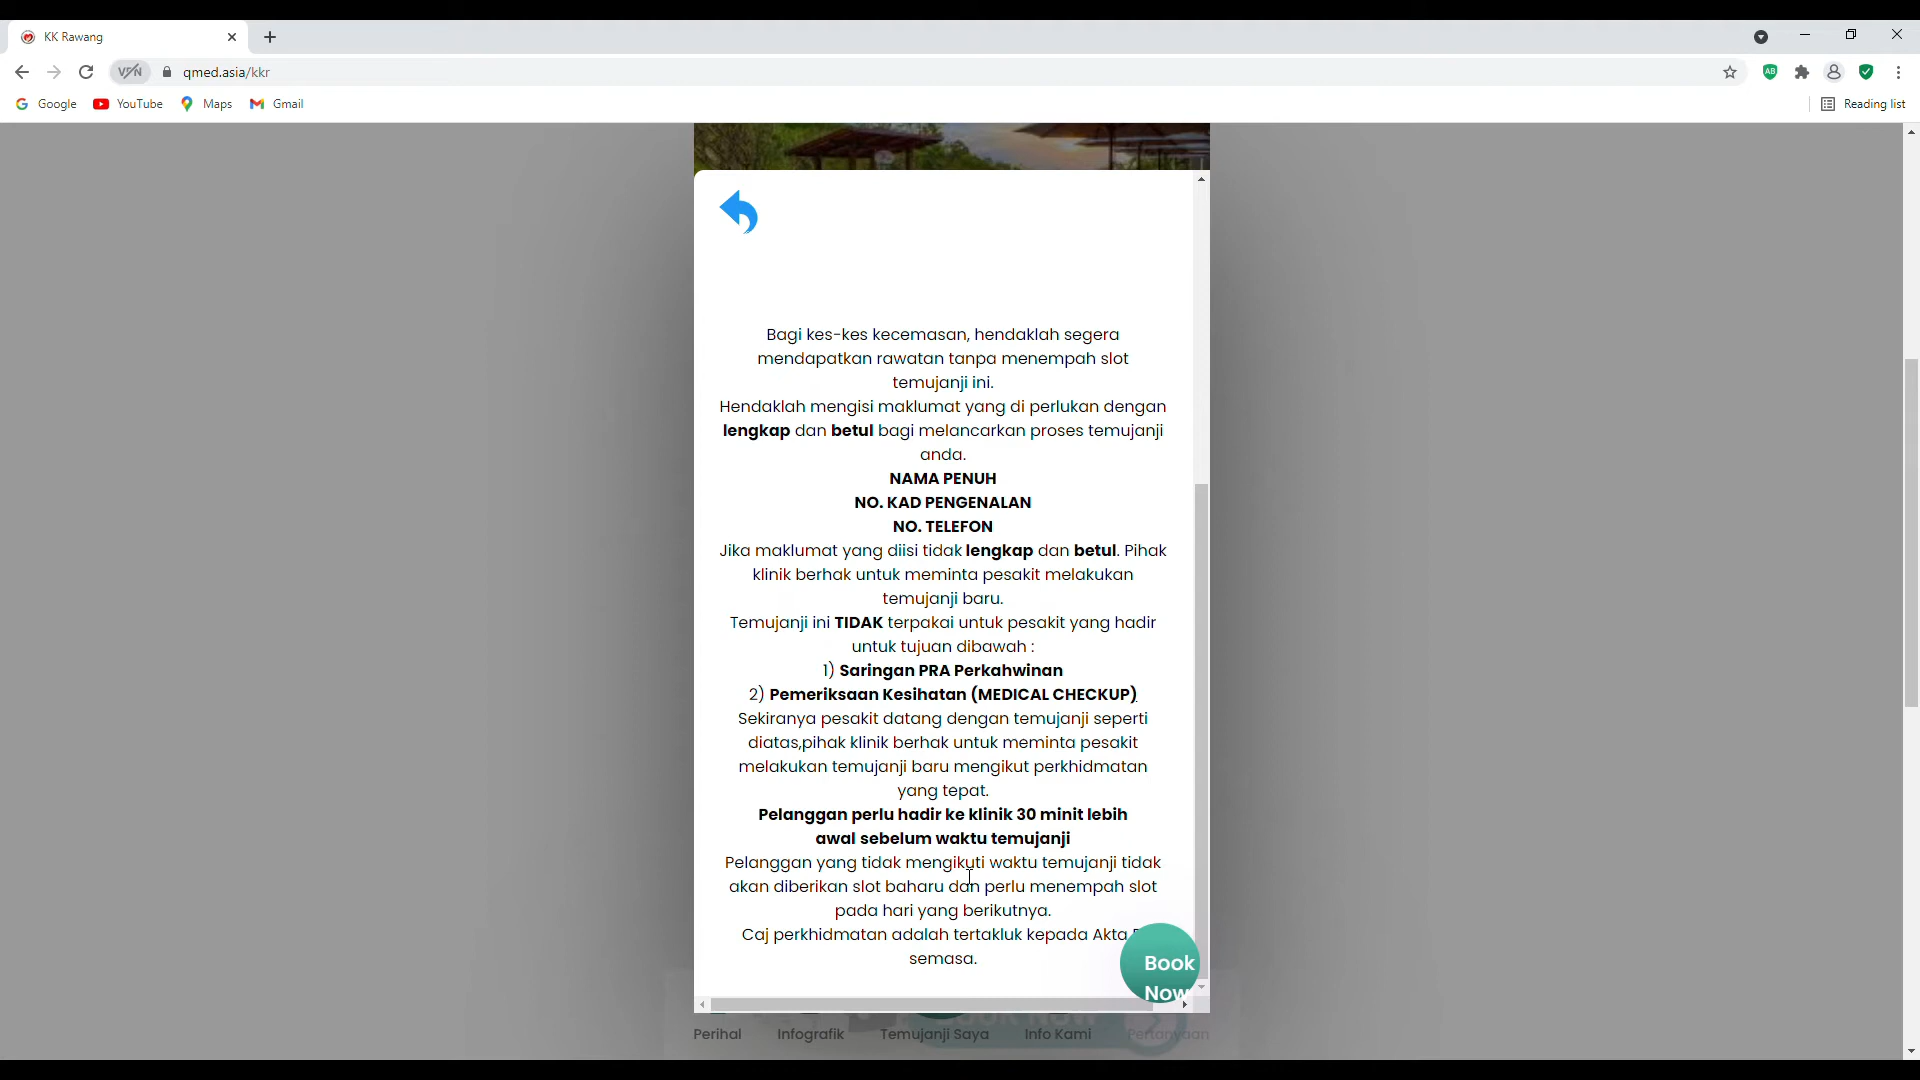 KK Rawang
VPN
qmed.asia/kkr
Google YouTube Maps Gmail
Reading list
Bagi kes-kes kecemasan, hendaklah segera
mendapatkan rawatan tanpa menempah slot
temujanji ini.
Hendaklah mengisi maklumat yang di perlukan dengan
lengkap dan betul bagi melancarkan proses temujanji
anda.
NAMA PENUH
NO. KAD PENGENALAN
NO. TELEFON
Jika maklumat yang diisi tidak lengkap dan betul. Pihak
klinik berhak untuk meminta pesakit melakukan
temujanji baru.
Temujanji ini TIDAK terpakai untuk pesakit yang hadir
untuk tujuan dibawah :
1) Saringan PRA Perkahwinan
2) Pemeriksaan Kesihatan (MEDICAL CHECKUP)
Sekiranya pesakit datang dengan temujanji seperti
diatas,pihak klinik berhak untuk meminta pesakit
melakukan temujanji baru mengikut perkhidmatan
yang tepat.
Pelanggan perlu hadir ke klinik 30 minit lebih
awal sebelum waktu temujanji
Pelanggan yang tidak mengikuti waktu temujanji tidak
akan diberikan slot baharu dan perlu menempah slot
pada hari yang berikutnya.
Caj perkhidmatan adalah tertakluk kepada Akta
semasa.
Book
Now
Perihal Infografik Temujanji Saya Info Kami Pertanyaan